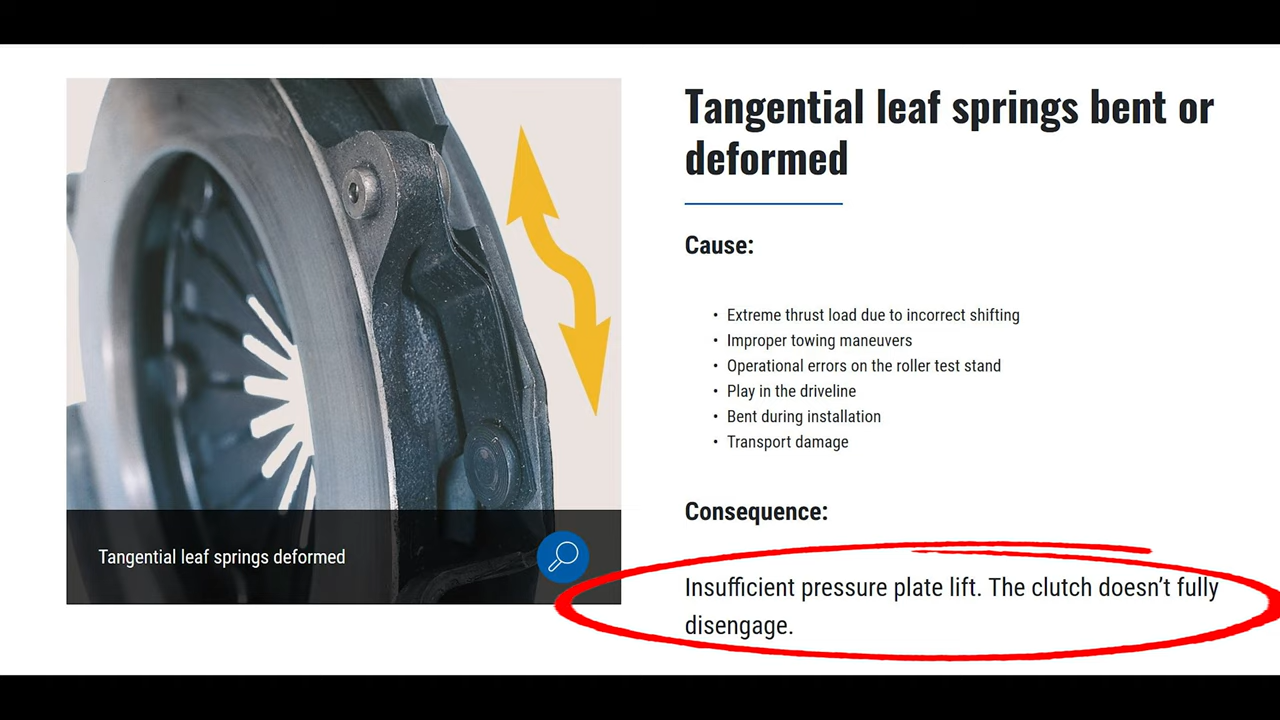 Tangential leaf springs bent or
deformed
Cause:
• Extreme thrust load due to incorrect shifting
• Improper towing maneuvers
• Operational errors on the roller test stand
• Play in the driveline
• Bent during installation
• Transport damage
Consequence:
Insufficient pressure plate lift. The clutch doesn’t fully
disengage.
Tangential leaf springs deformed